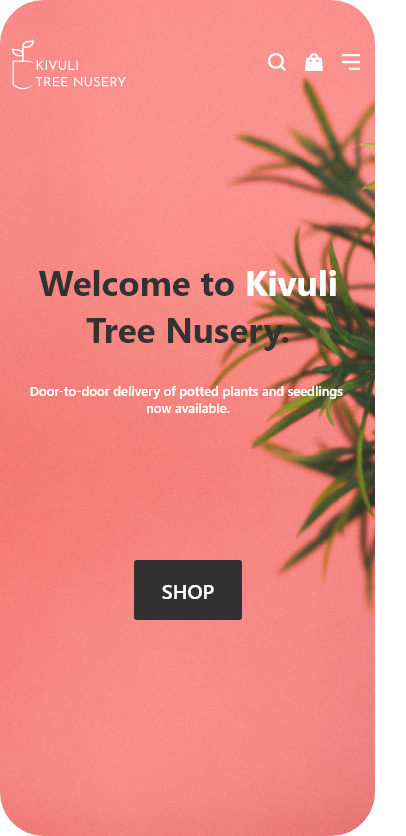 KIVULI
TREE NUSERY
Welcome to Kivuli
Tree Nusery.
Door-to-door delivery of potted plants and seedlings
now available.
SHOP